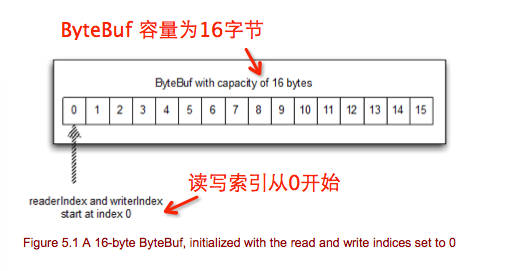 ByteBuf 容量为16字节
ByteBuf with capacity of 16 bytes
0 1 2 3 4 5 6 7 8 9 10 11 12 13 14 15
读写索引从0开始
readerIndex and writerIndex
start at index 0
Figure 5.1 A 16-byte ByteBuf, initialized with the read and write indices set to 0